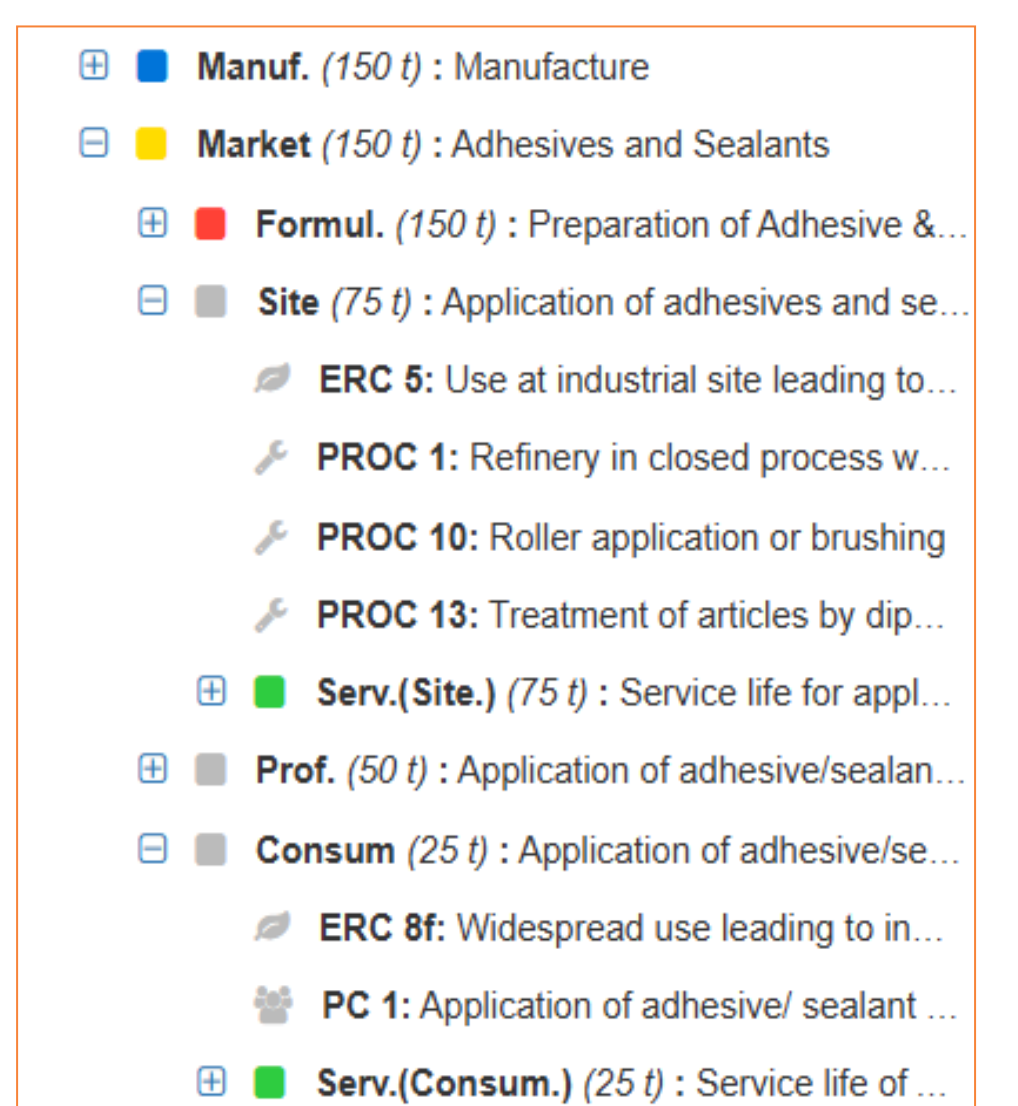 Manuf. (150 t) : Manufacture
Market (150 t) : Adhesives and Sealants
Formul. (150 t) : Preparation of Adhesive &...
Site (75 t) : Application of adhesives and se...
ERC 5: Use at industrial site leading to...
PROC 1: Refinery in closed process w...
PROC 10: Roller application or brushing
PROC 13: Treatment of articles by dip...
Serv.(Site.) (75 t) : Service life for appl...
Prof. (50 t) : Application of adhesive/sealan...
Consum (25 t) : Application of adhesive/se...
ERC 8f: Widespread use leading to in...
PC 1: Application of adhesive/ sealant ...
Serv.(Consum.) (25 t) : Service life of ...